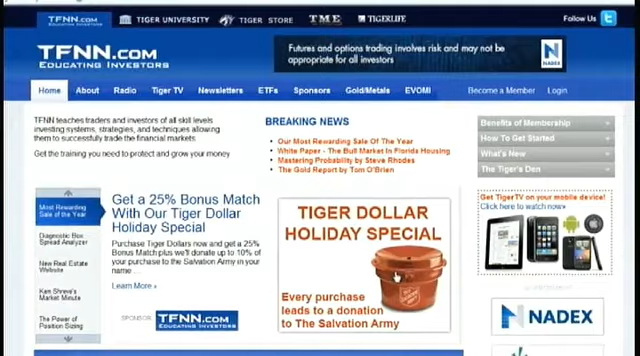 TFNN.COM
TIGER UNIVERSITY
TIGER STORE
TME
TIGERLIFE
Follow Us
TFNN.COM
EDUCATING INVESTORS
Futures and options trading involves risk and may not be
appropriate for all investors
NADEX
Home
About
Radio
Tiger TV
Newsletters
ETFs
Sponsors
Gold/Metals
EVOMI
Become a Member
Login
TFNN teaches traders and investors of all skill levels
investing systems, strategies, and techniques allowing
them to successfully trade the financial markets.
Get the training you need to protect and grow your money
BREAKING NEWS
Our Most Rewarding Sale Of The Year
White Paper - The Bull Market In Florida Housing
Mastering Probability by Steve Rhodes
The Gold Report by Tom O'Brien
Benefits of Membership
How To Get Started
What's New
The Tiger's Den
Get TigerTV on your mobile device!
Click here to watch now»
Most Rewarding
Sale of the Year
Diagnostic Box
Spread Analyzer
New Real Estate
Website
Ken Shreve's
Market Minute
The Power of
Position Sizing
Get a 25% Bonus Match
With Our Tiger Dollar
Holiday Special
Purchase Tiger Dollars now and get a 25%
Bonus Match plus we'll donate up to 10% of
your purchase to the Salvation Army in your
name ...
Learn More ›
SPONSOR:
TFNN.COM
EDUCATING INVESTORS
TIGER DOLLAR
HOLIDAY SPECIAL
Every purchase
leads to a donation
to The Salvation Army
NADEX